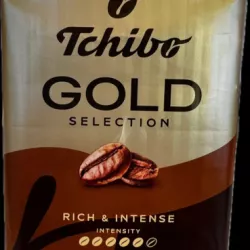 Tchibo
GOLD
SELECTION
RICH & INTENSE
INTENSITY